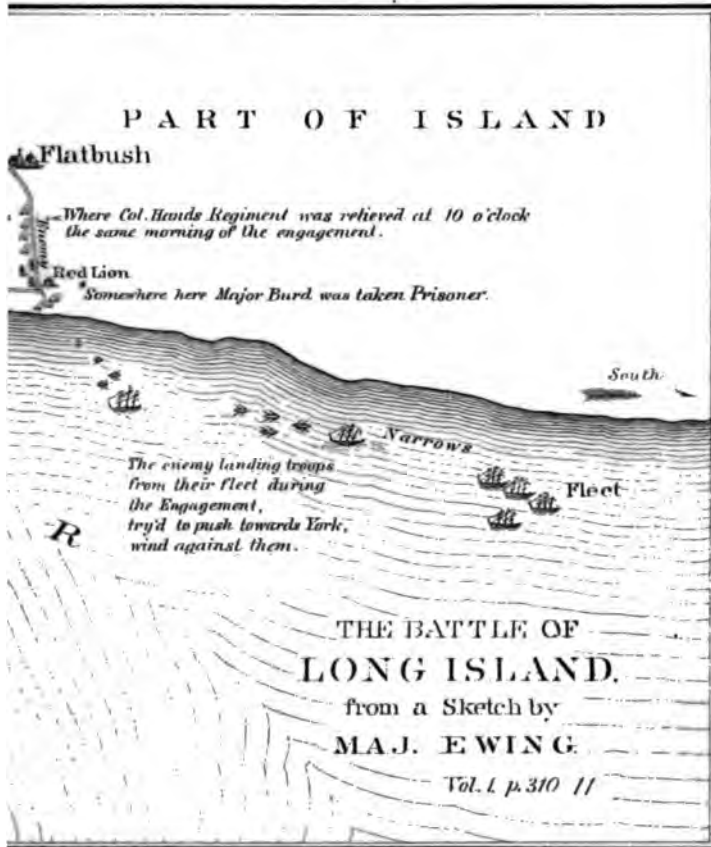 PART OF ISLAND
Flatbush
Where Col. Hands Regiment was relieved at 10 o'clock
the same morning of the engagement.
Enemy
Red Lion
Somewhere here Major Burd was taken Prisoner.
South
Narrows
The enemy landing troops
from their fleet during
the Engagement,
try'd to push towards York,
wind against them.
Fleet
R
THE BATTLE OF
LONG ISLAND,
from a Sketch by
MAJ. EWING.
Vol. 1. p. 310 11